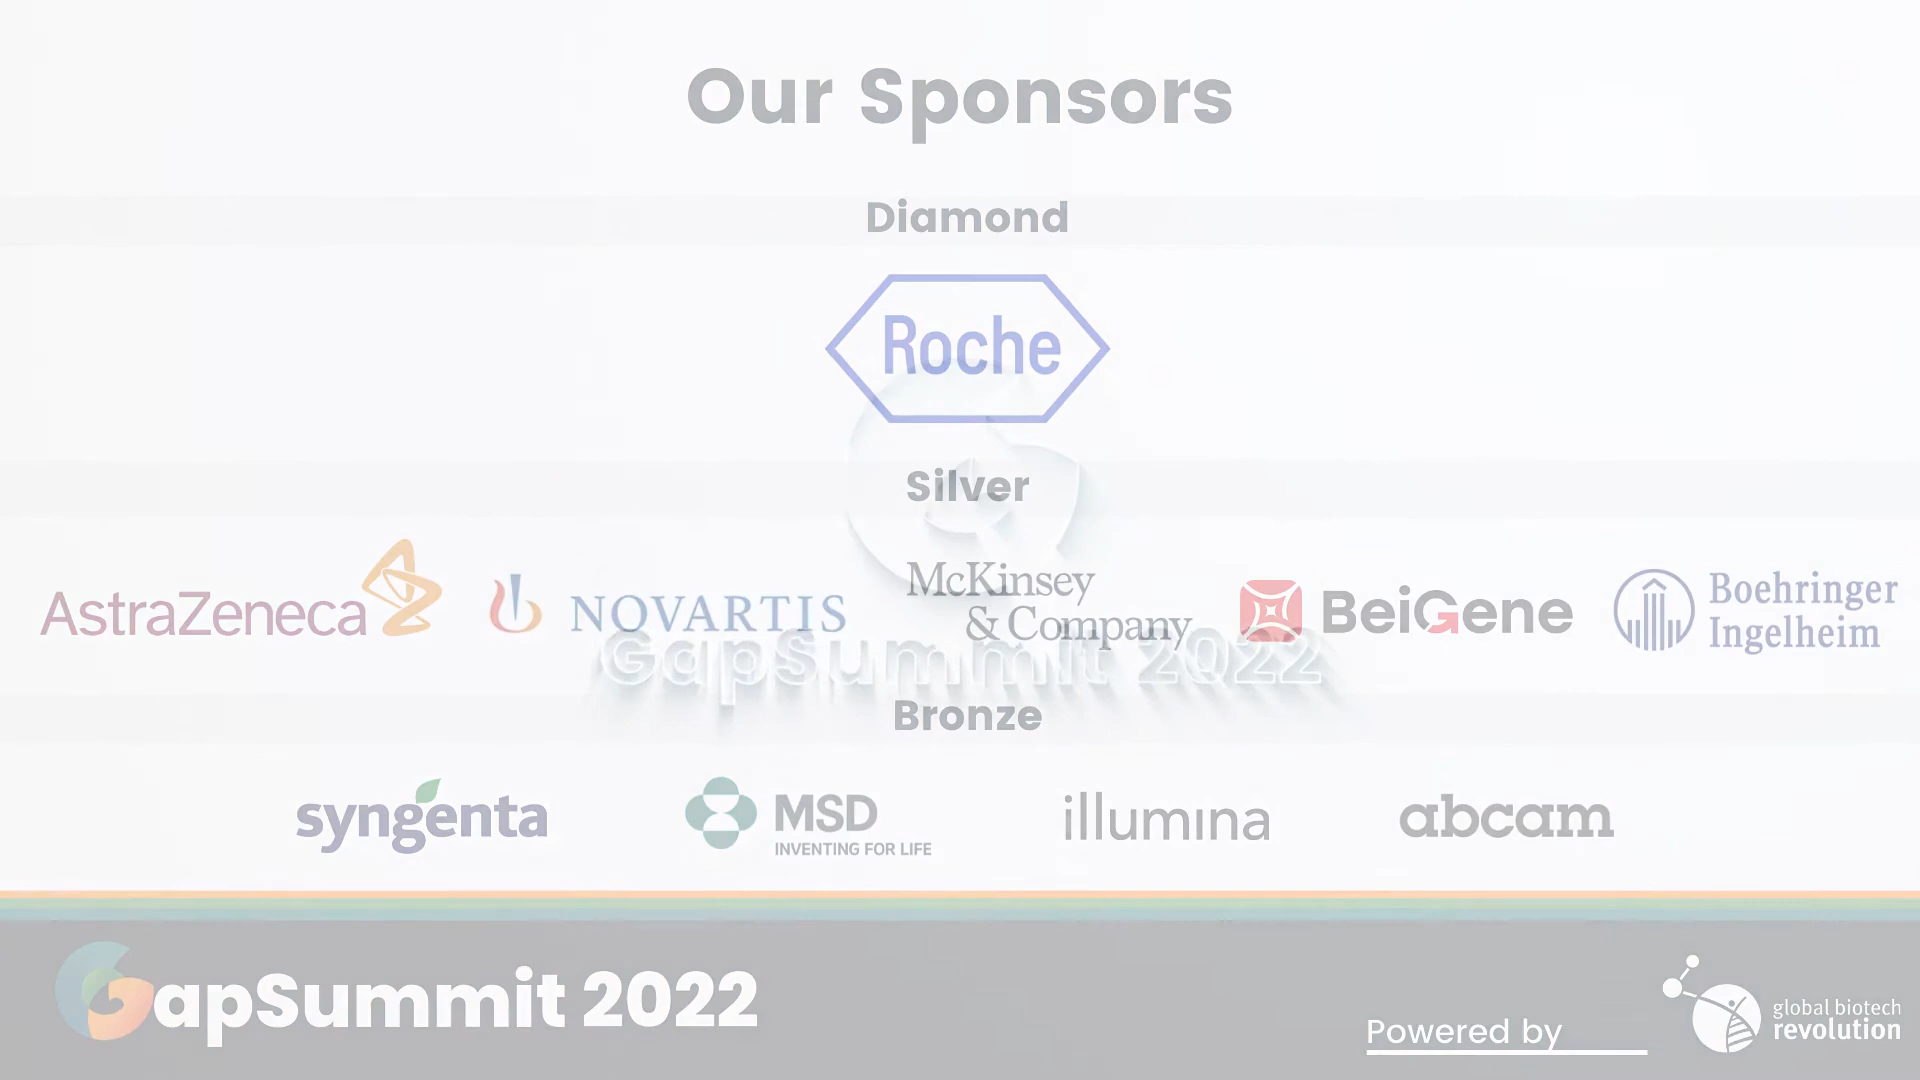 Our Sponsors
Diamond
Roche
Silver
AstraZeneca
NOVARTIS
McKinsey
& Company
BeiGene
Boehringer
Ingelheim
GapSummit 2022
Bronze
syngenta
MSD
INVENTING FOR LIFE
illumina
abcam
GapSummit 2022
Powered by
global biotech
revolution